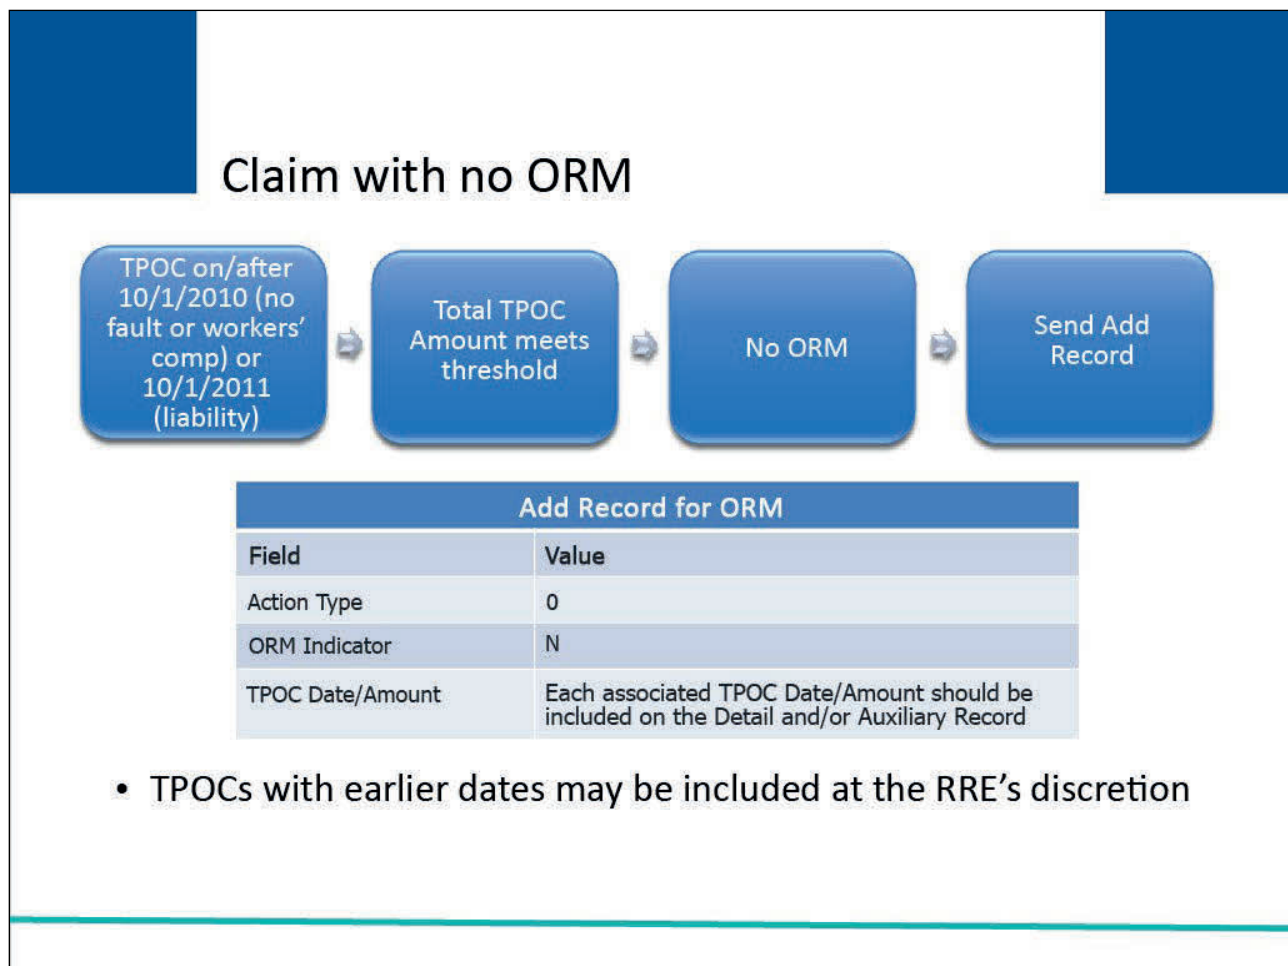 Claim with no ORM
TPOC on/after
10/1/2010 (no
fault or workers’
comp) or
10/1/2011
(liability)
Total TPOC
Amount meets
threshold
No ORM
Send Add
Record
Add Record for ORM
Field Value
Action Type 0
ORM Indicator N
TPOC Date/Amount Each associated TPOC Date/Amount should be
included on the Detail and/or Auxiliary Record
• TPOCs with earlier dates may be included at the RRE’s discretion